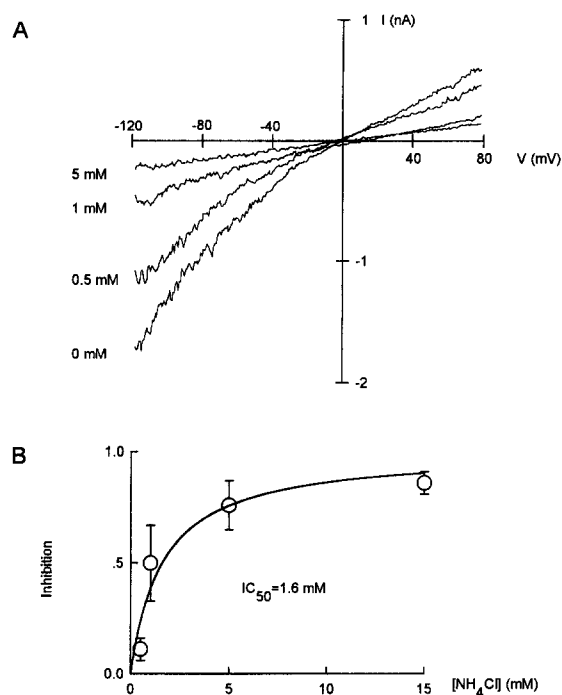 A
1 I (nA)
-120 -80 -40
40 80
V (mV)
5 mM
1 mM
0.5 mM
0 mM
-1
-2
B
1.0
.5
0.0
Inhibition
IC50=1.6 mM
0 5 10 15 [NH4Cl] (mM)